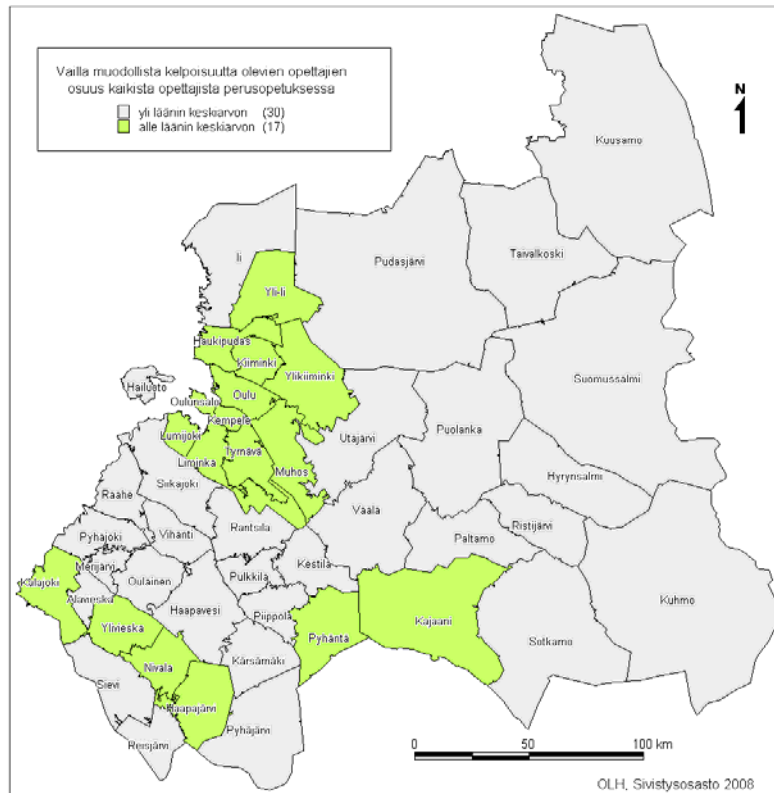 Vailla muodollista kelpoisuutta olevien opettajien
osuus kaikista opettajista perusopetuksessa
yli läänin keskiarvon (30)
alle läänin keskiarvon (17)
N
Kuusamo
Ii
Pudasjärvi
Taivalkoski
Yli-Ii
Haukipudas
Kiiminki
Ylikiiminki
Suomussalmi
Hailuoto
Oulunsalo
Oulu
Kempele
Utajärvi
Puolanka
Lumijoki
Tyrnävä
Liminka
Muhos
Hyrynsalmi
Siikajoki
Raahe
Vaala
Ristijärvi
Pyhäjoki
Vihanti
Rantsila
Paltamo
Merijärvi
Kestilä
Kalajoki
Oulainen
Pulkkila
Alavieska
Haapavesi
Piippola
Kuhmo
Ylivieska
Pyhäntä
Kajaani
Sotkamo
Nivala
Kärsämäki
Sievi
Haapajärvi
Pyhäjärvi
Reisjärvi
0 50 100 km
OLH, Sivistysosasto 2008